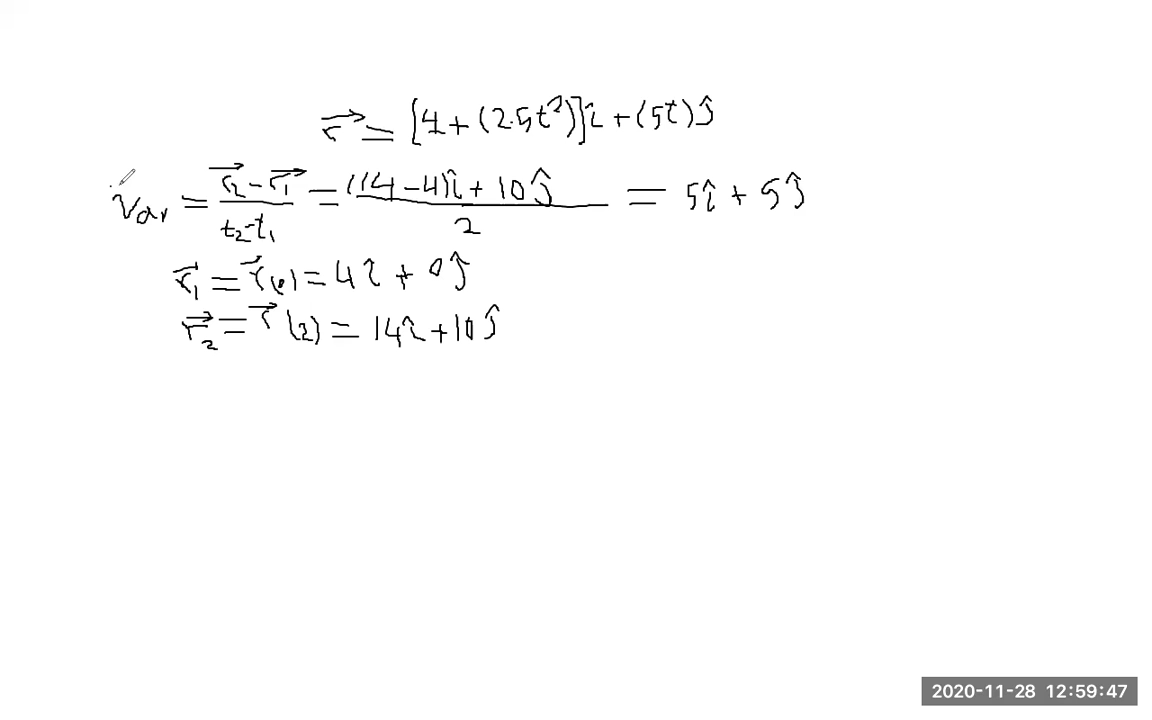 r⃗ = [4 + (2.5t²)]î + (5t)ĵ
v_av = (r⃗₂ − r⃗₁)/(t₂−t₁) = ((14 − 4)î + 10ĵ)/2 = 5î + 5ĵ
r⃗₁ = r⃗(0) = 4î + 0ĵ
r⃗₂ = r⃗(2) = 14î + 10ĵ
2020-11-28 12:59:47